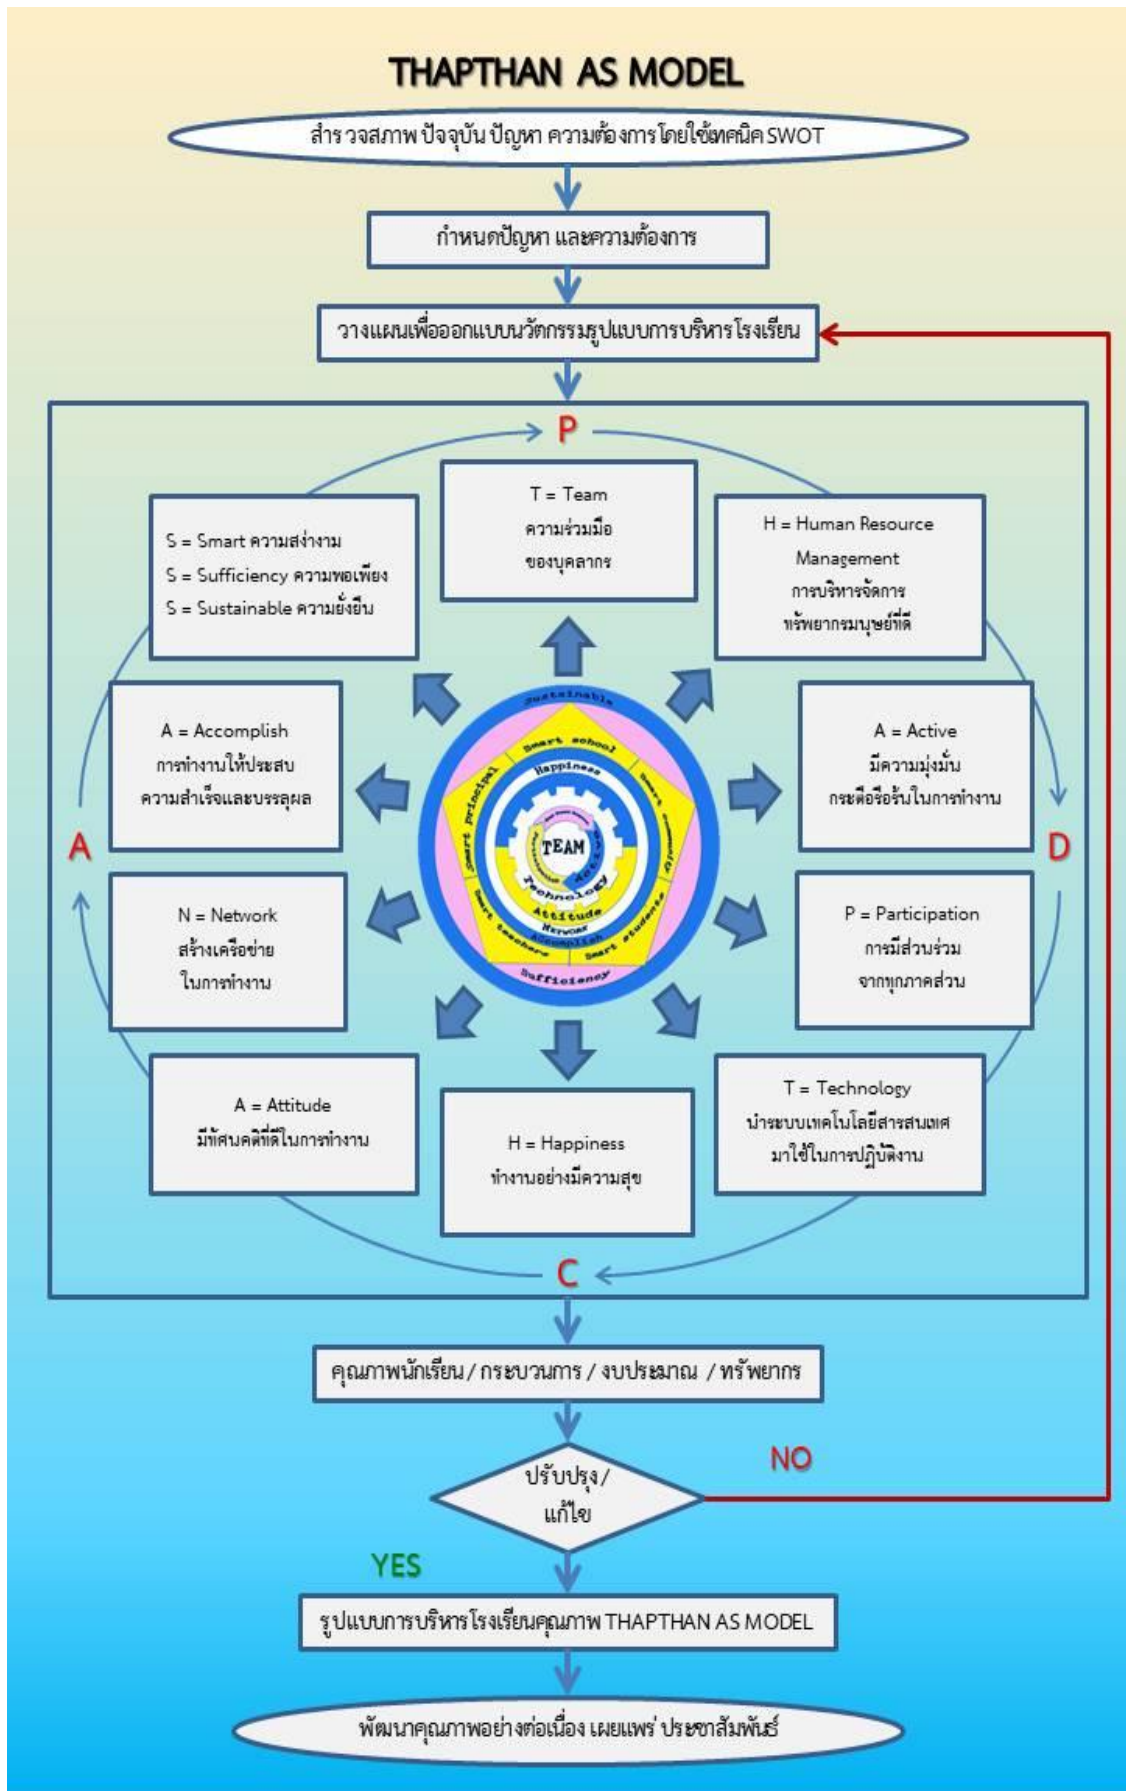 THAPTHAN AS MODEL
สำร วจสภาพ ปัจจุบัน ปัญหา ความต้องการโดยใช้เทคนิค SWOT
กำหนดปัญหา และความต้องการ
วางแผนเพื่อออกแบบนวัตกรรมรูปแบบการบริหารโรงเรียน
P
T = Team
ความร่วมมือ
ของบุคลากร
H = Human Resource
Management
การบริหารจัดการ
ทรัพยากรมนุษย์ที่ดี
A = Active
มีความมุ่งมั่น
กระตือรือร้นในการทำงาน
D
P = Participation
การมีส่วนร่วม
จากทุกภาคส่วน
T = Technology
นำระบบเทคโนโลยีสารสนเทศ
มาใช้ในการปฏิบัติงาน
H = Happiness
ทำงานอย่างมีความสุข
C
A = Attitude
มีทัศนคติที่ดีในการทำงาน
N = Network
สร้างเครือข่าย
ในการทำงาน
A
A = Accomplish
การทำงานให้ประสบ
ความสำเร็จและบรรลุผล
S = Smart ความสง่างาม
S = Sufficiency ความพอเพียง
S = Sustainable ความยั่งยืน
Sustainable
Smart school
Smart principal
Smart community
Happiness
TEAM
Active
Technology
Attitude
Network
Accomplish
Smart teachers
Smart students
Sufficiency
คุณภาพนักเรียน / กระบวนการ / งบประมาณ / ทรัพยากร
ปรับปรุง /
แก้ไข
NO
YES
รูปแบบการบริหารโรงเรียนคุณภาพ THAPTHAN AS MODEL
พัฒนาคุณภาพอย่างต่อเนื่อง เผยแพร่ ประชาสัมพันธ์